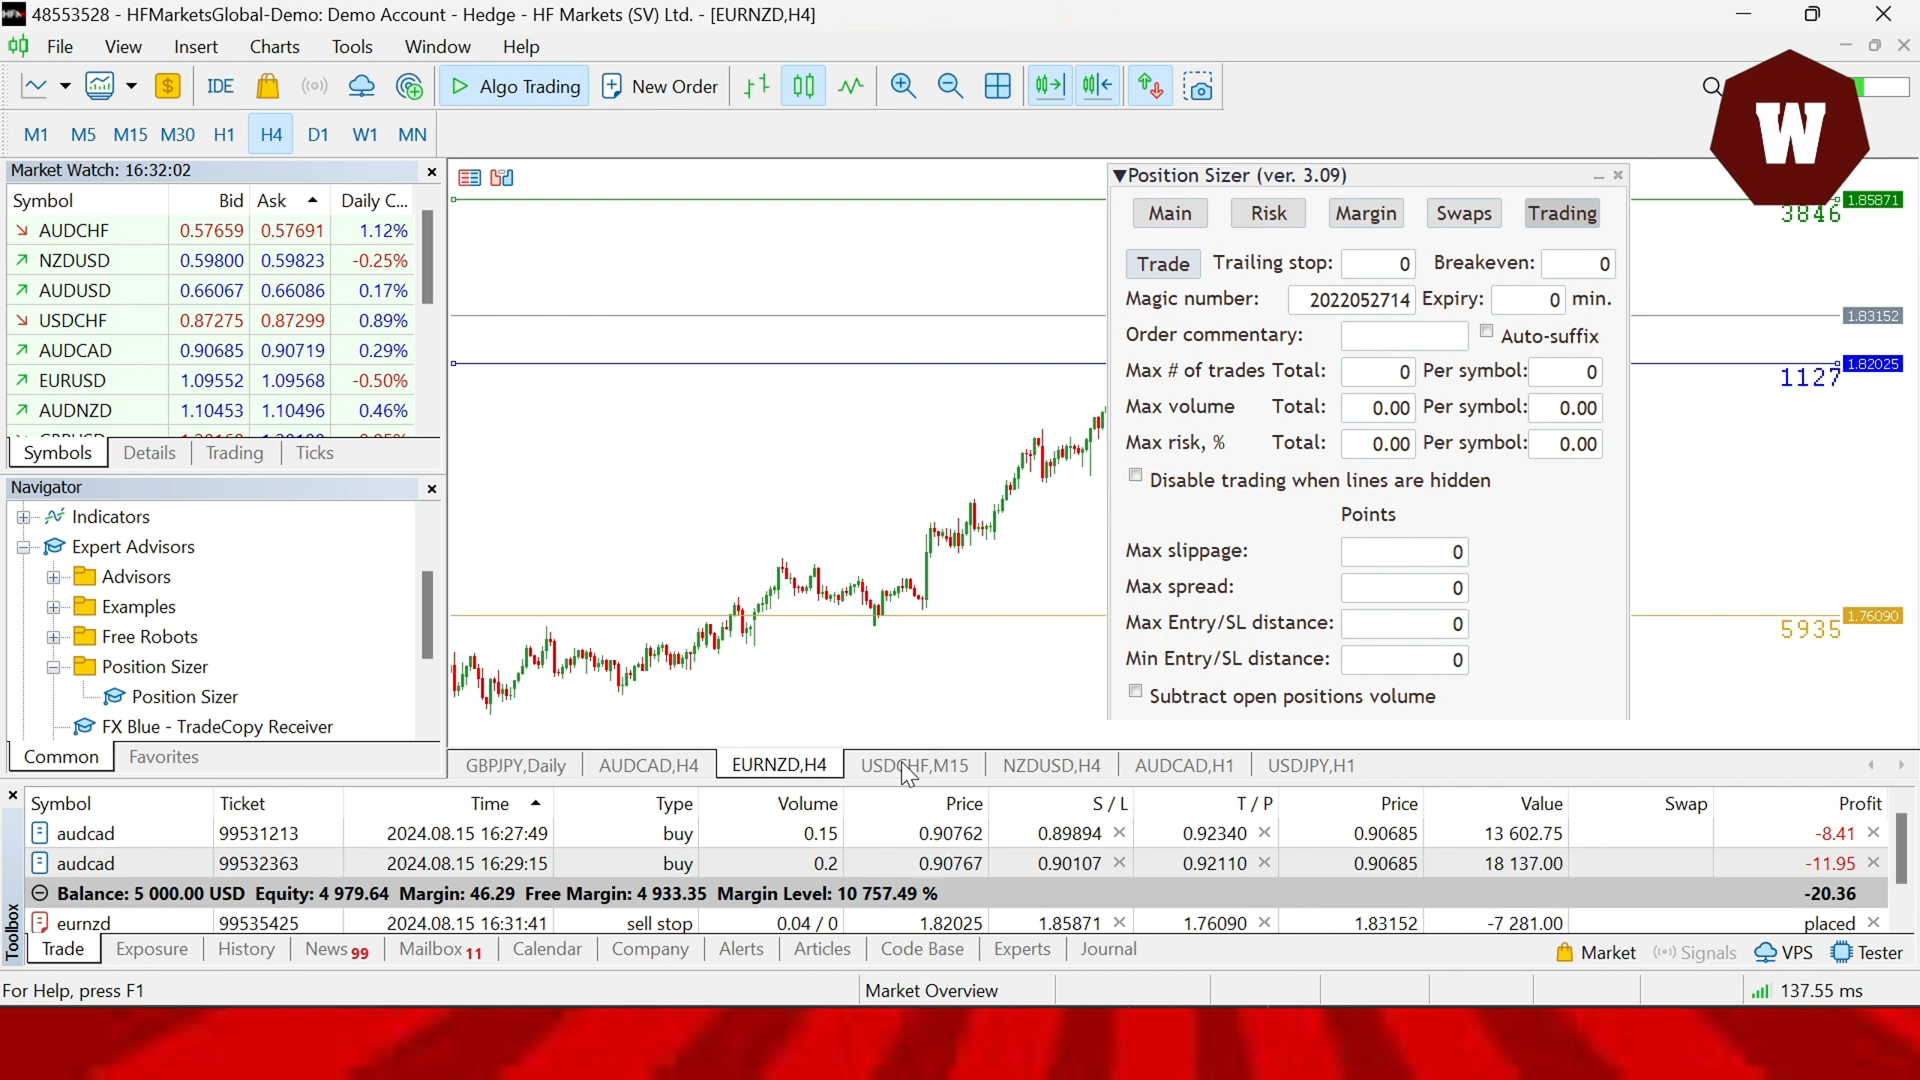 48553528 - HFMarketsGlobal-Demo: Demo Account - Hedge - HF Markets (SV) Ltd. - [EURNZD,H4]
File View Insert Charts Tools Window Help
IDE Algo Trading New Order
M1 M5 M15 M30 H1 H4 D1 W1 MN
W
Market Watch: 16:32:02
Symbol Bid Ask Daily C...
AUDCHF 0.57659 0.57691 1.12%
NZDUSD 0.59800 0.59823 -0.25%
AUDUSD 0.66067 0.66086 0.17%
USDCHF 0.87275 0.87299 0.89%
AUDCAD 0.90685 0.90719 0.29%
EURUSD 1.09552 1.09568 -0.50%
AUDNZD 1.10453 1.10496 0.46%
Symbols Details Trading Ticks
Navigator
Indicators
Expert Advisors
Advisors
Examples
Free Robots
Position Sizer
Position Sizer
FX Blue - TradeCopy Receiver
Common Favorites
Position Sizer (ver. 3.09)
Main Risk Margin Swaps Trading
Trade Trailing stop: 0 Breakeven: 0
Magic number: 2022052714 Expiry: 0 min.
Order commentary: Auto-suffix
Max # of trades Total: 0 Per symbol: 0
Max volume Total: 0.00 Per symbol: 0.00
Max risk, % Total: 0.00 Per symbol: 0.00
Disable trading when lines are hidden
Points
Max slippage: 0
Max spread: 0
Max Entry/SL distance: 0
Min Entry/SL distance: 0
Subtract open positions volume
1.85871
3846
1.83152
1.82025
1127
1.76090
5935
GBPJPY,Daily AUDCAD,H4 EURNZD,H4 USDCHF,M15 NZDUSD,H4 AUDCAD,H1 USDJPY,H1
Symbol Ticket Time Type Volume Price S / L T / P Price Value Swap Profit
audcad 99531213 2024.08.15 16:27:49 buy 0.15 0.90762 0.89894 0.92340 0.90685 13 602.75 -8.41
audcad 99532363 2024.08.15 16:29:15 buy 0.2 0.90767 0.90107 0.92110 0.90685 18 137.00 -11.95
Balance: 5 000.00 USD Equity: 4 979.64 Margin: 46.29 Free Margin: 4 933.35 Margin Level: 10 757.49 % -20.36
eurnzd 99535425 2024.08.15 16:31:41 sell stop 0.04 / 0 1.82025 1.85871 1.76090 1.83152 -7 281.00 placed
Toolbox
Trade Exposure History News 99 Mailbox 11 Calendar Company Alerts Articles Code Base Experts Journal Market Signals VPS Tester
For Help, press F1 Market Overview 137.55 ms